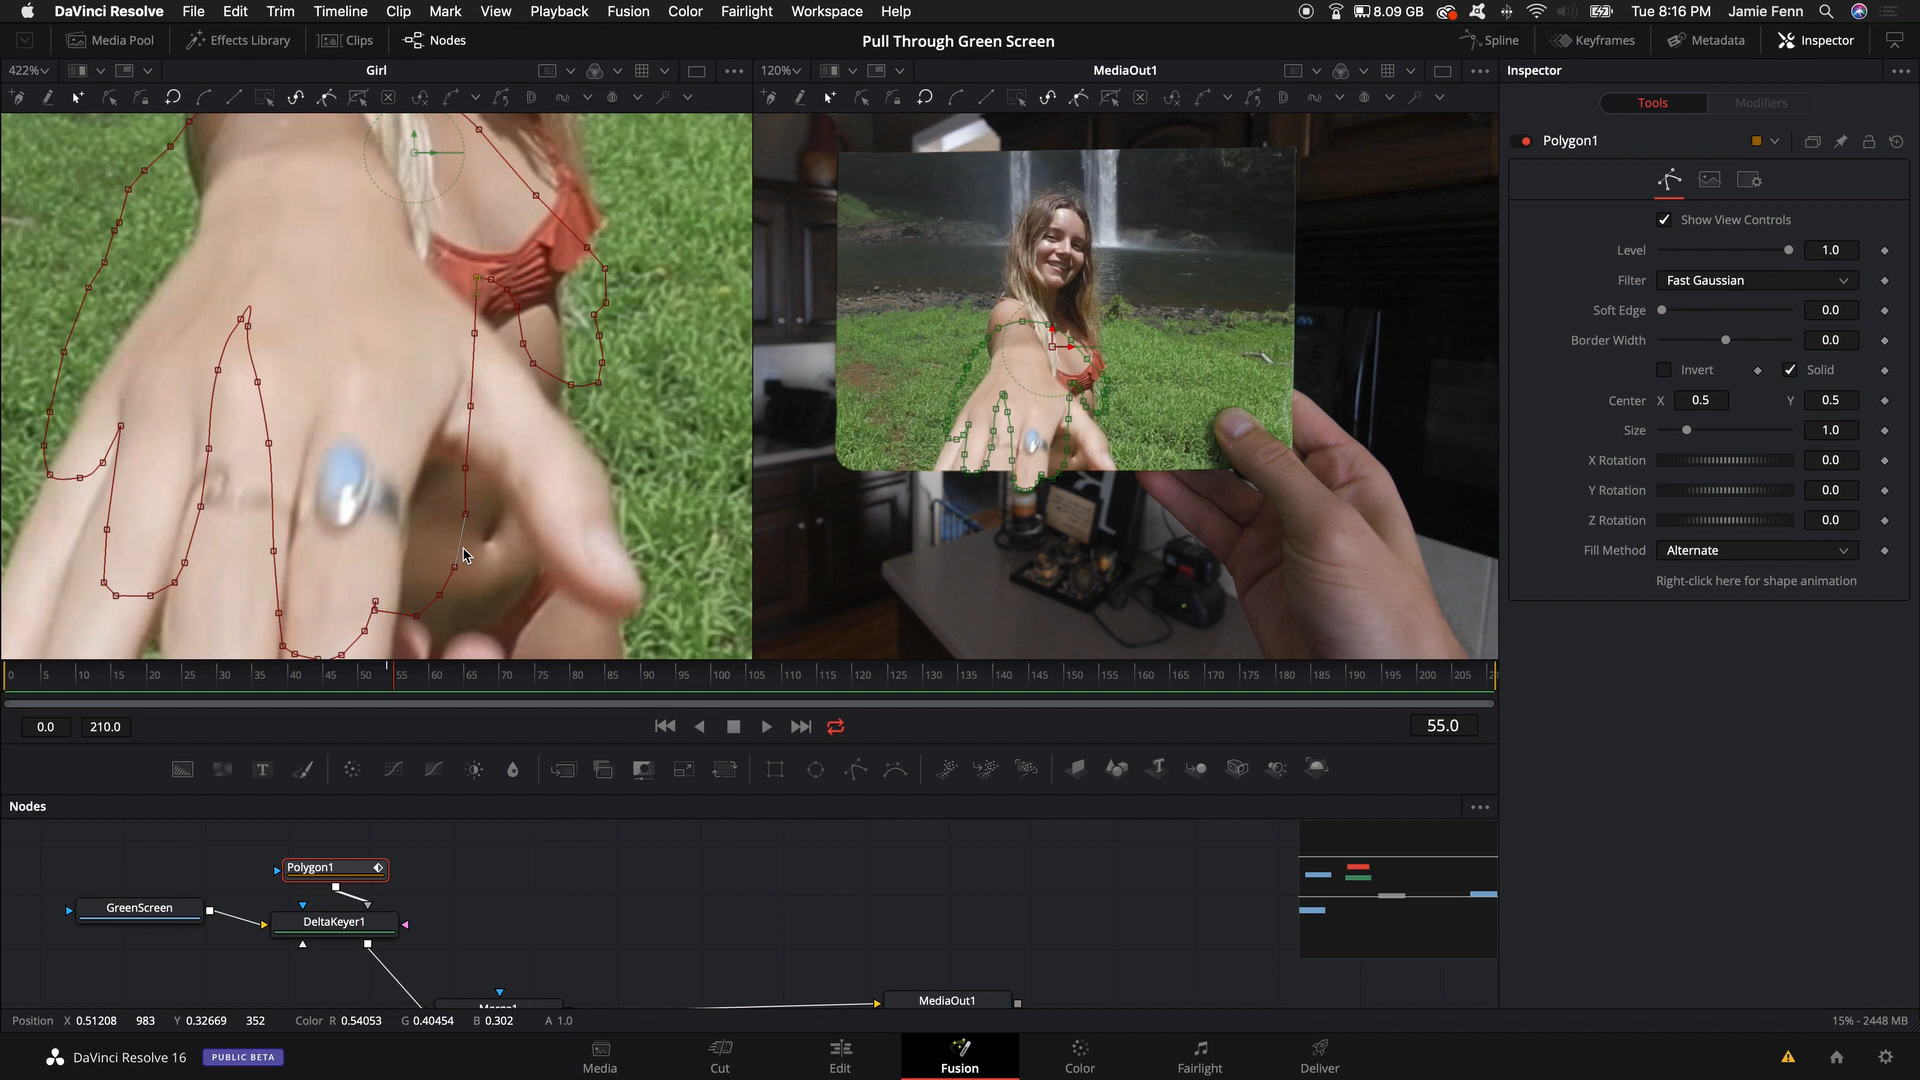 DaVinci Resolve File Edit Trim Timeline Clip Mark View Playback Fusion Color Fairlight Workspace Help 8.09 GB Tue 8:16 PM Jamie Fenn
Media Pool Effects Library Clips Nodes Pull Through Green Screen Spline Keyframes Metadata Inspector
422% Girl 120% MediaOut1 Inspector
Tools Modifiers
Polygon1
Show View Controls
Level 1.0
Filter Fast Gaussian
Soft Edge 0.0
Border Width 0.0
Invert Solid
Center X 0.5 Y 0.5
Size 1.0
X Rotation 0.0
Y Rotation 0.0
Z Rotation 0.0
Fill Method Alternate
Right-click here for shape animation
0 5 10 15 20 25 30 35 40 45 50 55 60 65 70 75 80 85 90 95 100 105 110 115 120 125 130 135 140 145 150 155 160 165 170 175 180 185 190 195 200 205
0.0 210.0 55.0
Nodes
Polygon1
GreenScreen
DeltaKeyer1
Merge1
MediaOut1
Position X 0.51208 983 Y 0.32669 352 Color R 0.54053 G 0.40454 B 0.302 A 1.0 15% - 2448 MB
DaVinci Resolve 16 PUBLIC BETA Media Cut Edit Fusion Color Fairlight Deliver